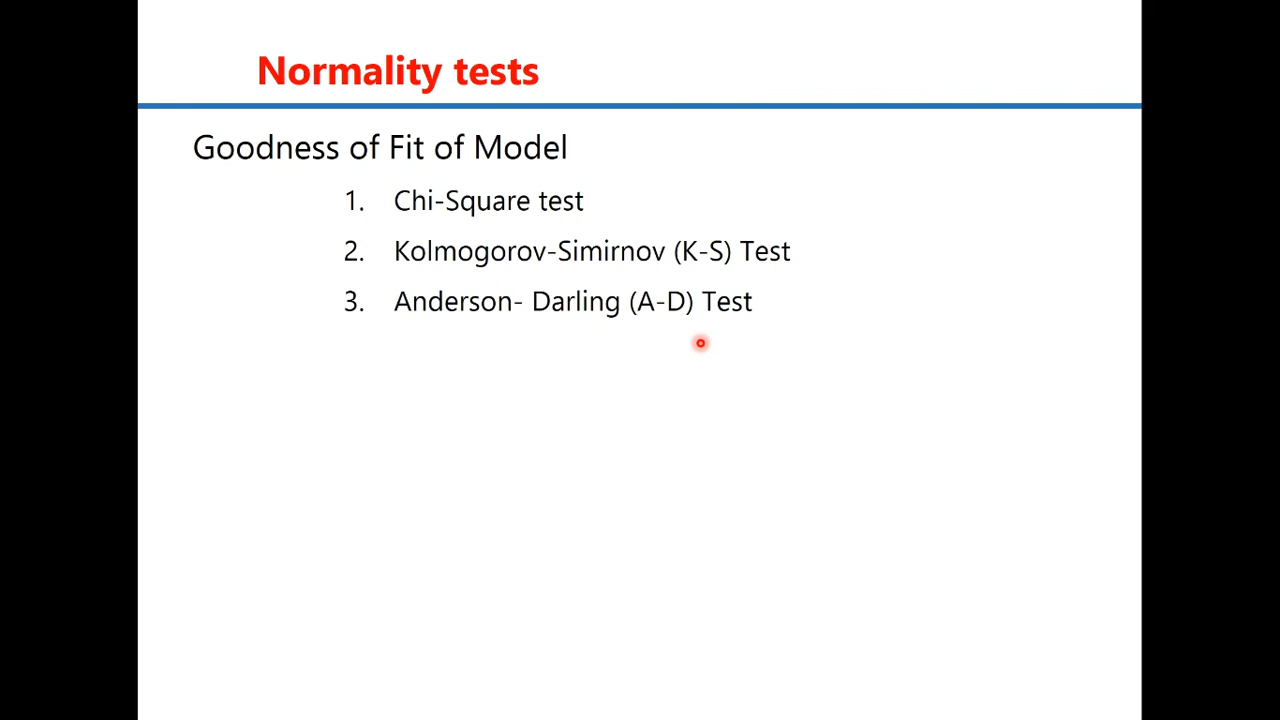 Normality tests
Goodness of Fit of Model
1. Chi-Square test
2. Kolmogorov-Simirnov (K-S) Test
3. Anderson- Darling (A-D) Test